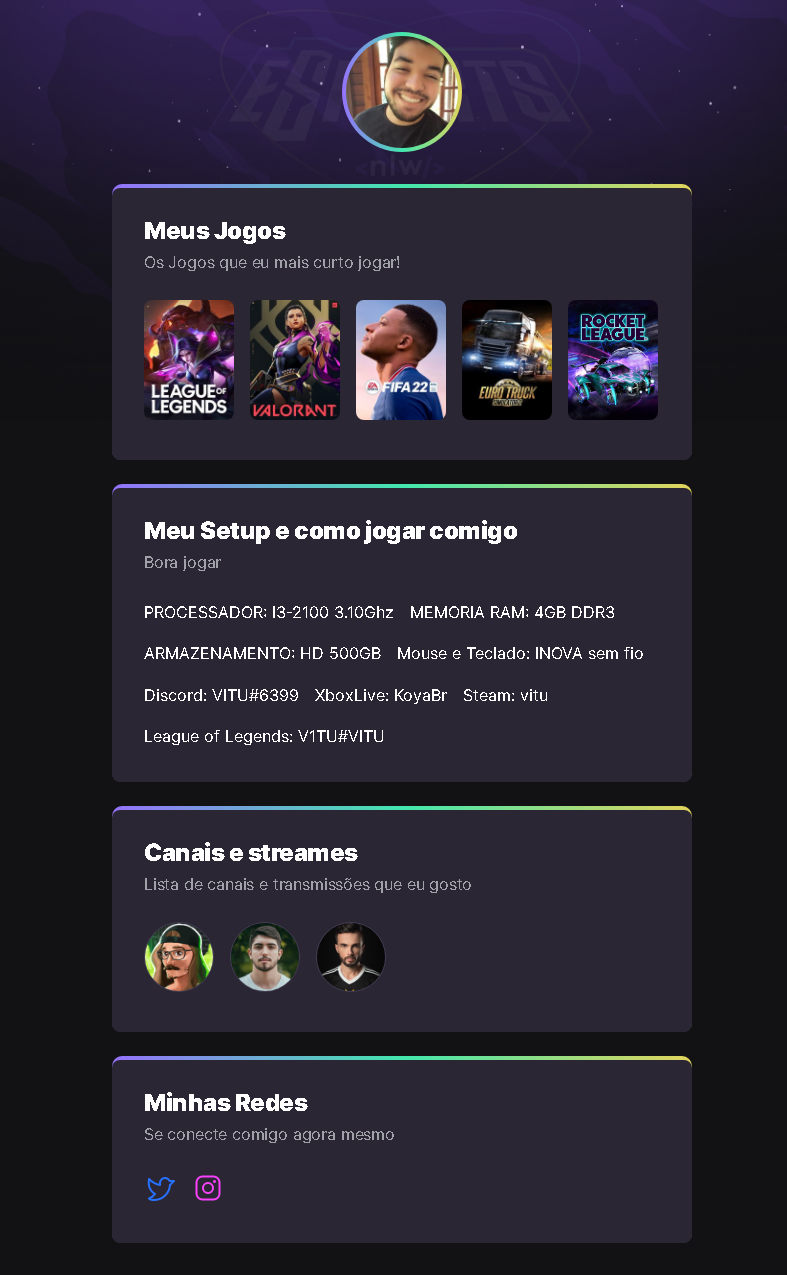 ESPORTS
<nlw/>
Meus Jogos
Os Jogos que eu mais curto jogar!
LEAGUE OF
LEGENDS
VALORANT
FIFA 22
EURO TRUCK
SIMULATOR
ROCKET
LEAGUE
Meu Setup e como jogar comigo
Bora jogar
PROCESSADOR: I3-2100 3.10Ghz MEMORIA RAM: 4GB DDR3
ARMAZENAMENTO: HD 500GB Mouse e Teclado: INOVA sem fio
Discord: VITU#6399 XboxLive: KoyaBr Steam: vitu
League of Legends: V1TU#VITU
Canais e streames
Lista de canais e transmissões que eu gosto
Minhas Redes
Se conecte comigo agora mesmo